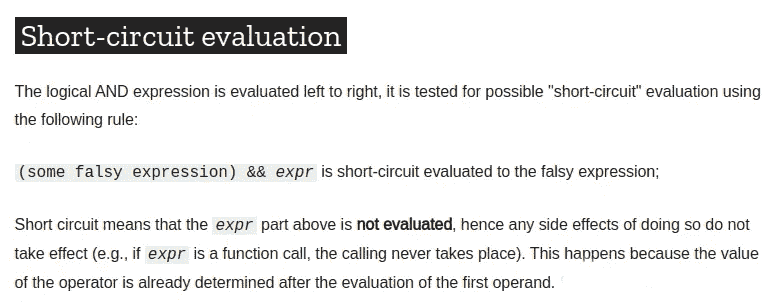 Short-circuit evaluation
The logical AND expression is evaluated left to right, it is tested for possible "short-circuit" evaluation using
the following rule:
(some falsy expression) && expr is short-circuit evaluated to the falsy expression;
Short circuit means that the expr part above is not evaluated, hence any side effects of doing so do not
take effect (e.g., if expr is a function call, the calling never takes place). This happens because the value
of the operator is already determined after the evaluation of the first operand.